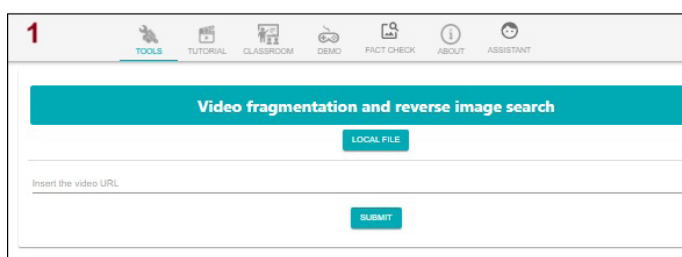 1
TOOLS TUTORIAL CLASSROOM DEMO FACT CHECK ABOUT ASSISTANT
Video fragmentation and reverse image search
LOCAL FILE
Insert the video URL
SUBMIT